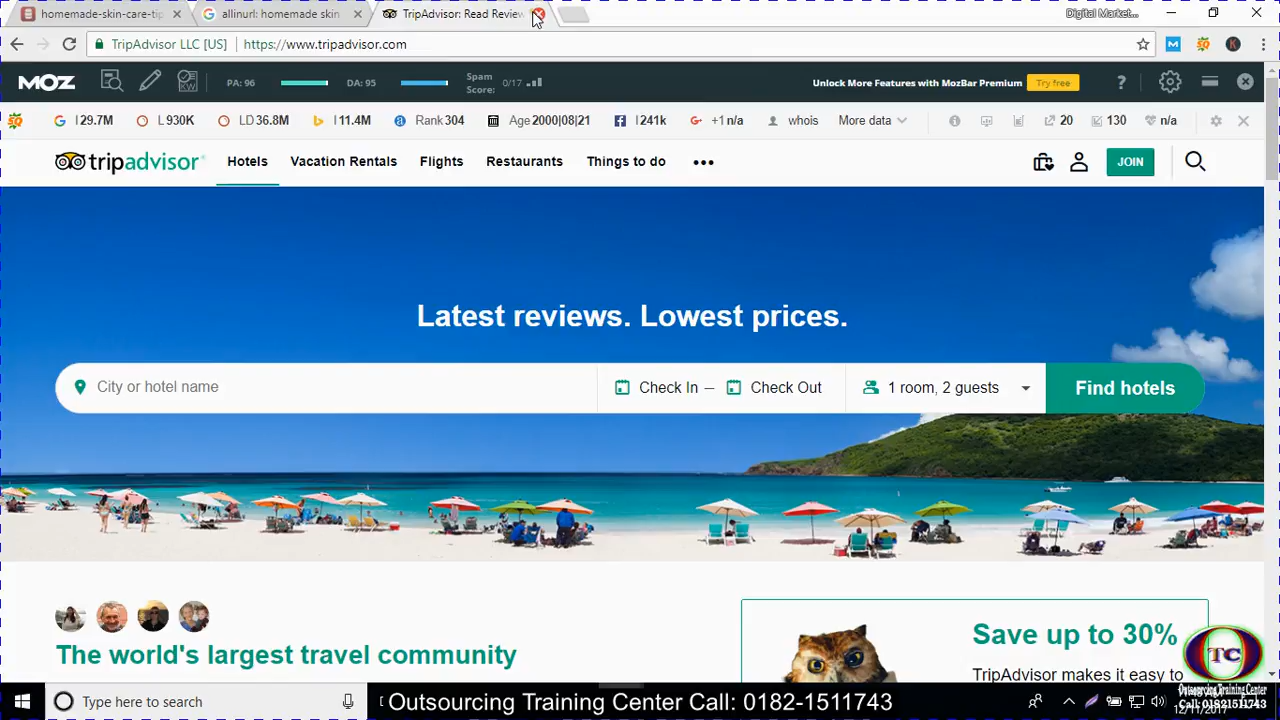 homemade-skin-care-tip
allinurl: homemade skin
TripAdvisor: Read Review
Digital Market...
TripAdvisor LLC [US]
https://www.tripadvisor.com
MOZ
PA: 96
DA: 95
Spam Score: 0/17
Unlock More Features with MozBar Premium
Try free
?
I 29.7M
L 930K
LD 36.8M
I 11.4M
Rank 304
Age 2000|08|21
I 241k
+1 n/a
whois
More data
20
130
n/a
tripadvisor
Hotels
Vacation Rentals
Flights
Restaurants
Things to do
JOIN
Latest reviews. Lowest prices.
City or hotel name
Check In — Check Out
1 room, 2 guests
Find hotels
The world's largest travel community
Save up to 30%
TripAdvisor makes it easy to
TC
Outsourcing Training Center
Call: 01821511743
Type here to search
Outsourcing Training Center Call: 0182-1511743